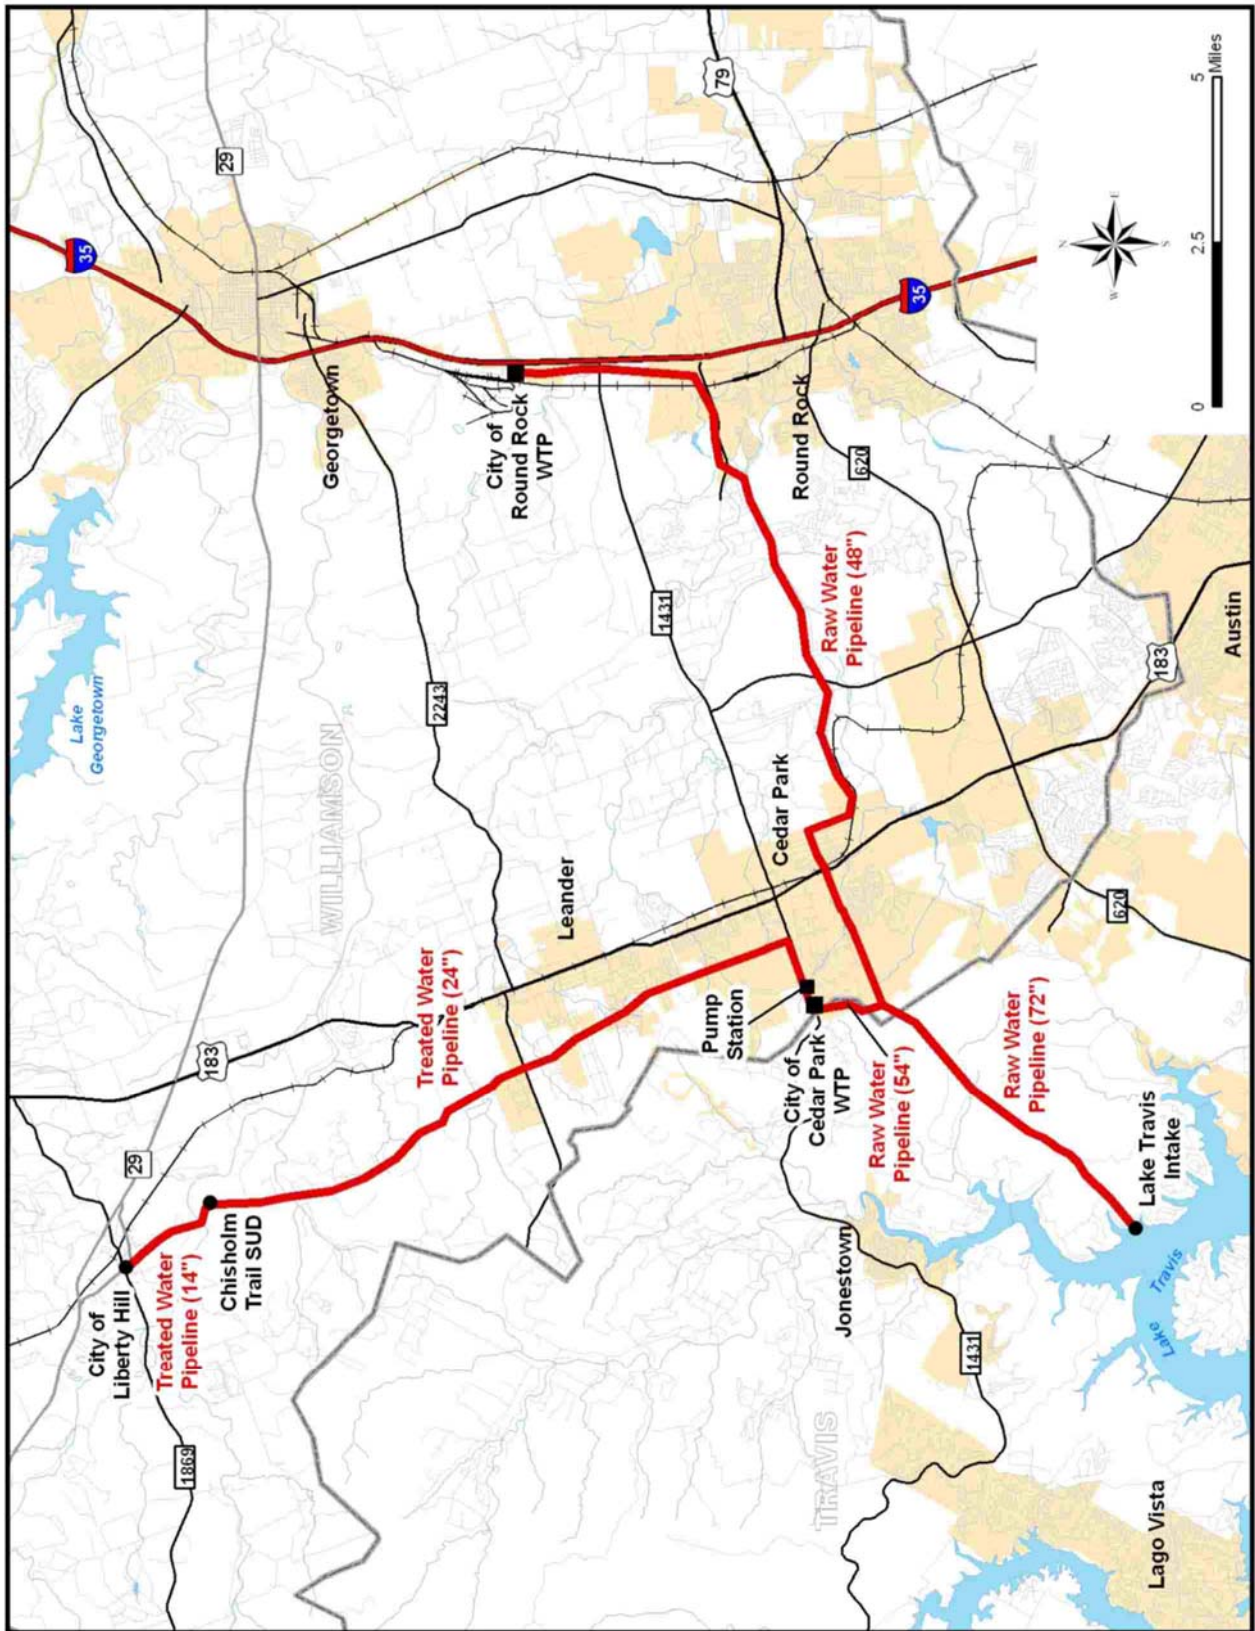 35
Lake
Georgetown
City of
Liberty Hill
29
Treated Water
Pipeline (14")
1869
183
29
Chisholm
Trail SUD
WILLIAMSON
Georgetown
Treated Water
Pipeline (24")
2243
City of
Round Rock
WTP
Leander
1431
Pump
Station
79
Cedar Park
City of
Cedar Park
WTP
Round Rock
TRAVIS
Raw Water
Pipeline (48")
Jonestown
620
Raw Water
Pipeline (54")
35
1431
Raw Water
Pipeline (72")
N
W E
S
620
Lake Travis
Intake
Lago Vista
183
Lake Travis
0 2.5 5
Miles
Austin